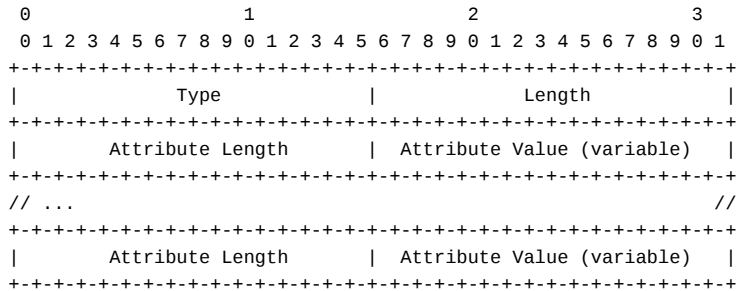 0                   1                   2                   3
 0 1 2 3 4 5 6 7 8 9 0 1 2 3 4 5 6 7 8 9 0 1 2 3 4 5 6 7 8 9 0 1
+-+-+-+-+-+-+-+-+-+-+-+-+-+-+-+-+-+-+-+-+-+-+-+-+-+-+-+-+-+-+-+-+
|              Type             |             Length            |
+-+-+-+-+-+-+-+-+-+-+-+-+-+-+-+-+-+-+-+-+-+-+-+-+-+-+-+-+-+-+-+-+
|        Attribute Length       |  Attribute Value (variable)   |
+-+-+-+-+-+-+-+-+-+-+-+-+-+-+-+-+-+-+-+-+-+-+-+-+-+-+-+-+-+-+-+-+
// ...                                                         //
+-+-+-+-+-+-+-+-+-+-+-+-+-+-+-+-+-+-+-+-+-+-+-+-+-+-+-+-+-+-+-+-+
|        Attribute Length       |  Attribute Value (variable)   |
+-+-+-+-+-+-+-+-+-+-+-+-+-+-+-+-+-+-+-+-+-+-+-+-+-+-+-+-+-+-+-+-+